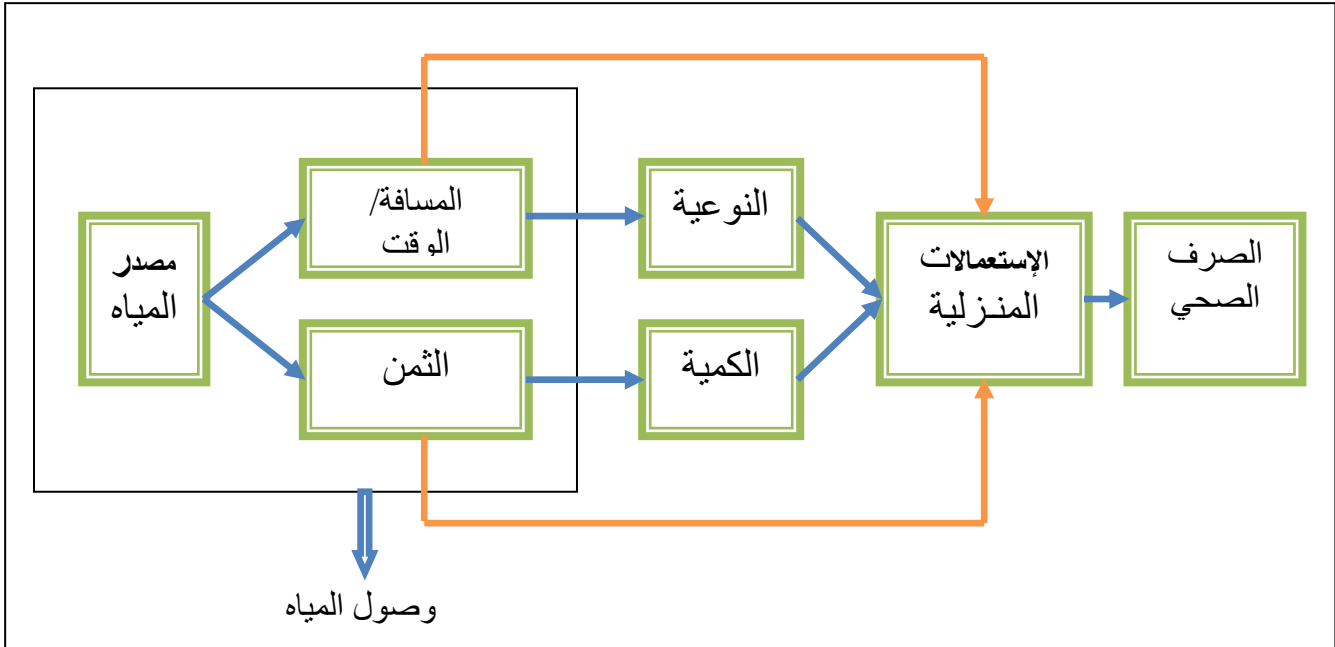 مصدر
المياه
المسافة/
الوقت
الثمن
النوعية
الكمية
الإستعمالات
المنزلية
الصرف
الصحي
وصول المياه